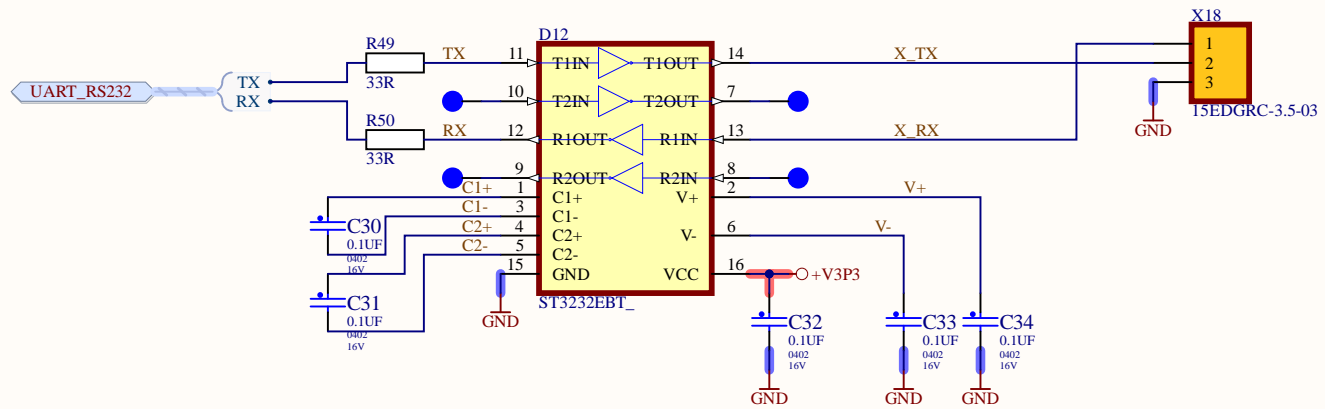 X18
D12
R49
TX
11
T1IN
T1OUT
14
X_TX
1
2
3
TX
33R
UART_RS232
RX
10
T2IN
T2OUT
7
15EDGRC-3.5-03
GND
R50
RX
12
R1OUT
R1IN
13
X_RX
33R
9
R2OUT
R2IN
8
C1+
1
C1+
V+
2
V+
C1-
3
C1-
C30
0.1UF
0402
16V
C2+
4
C2+
V-
6
V-
C2-
5
C2-
15
GND
VCC
16
+V3P3
C31
0.1UF
0402
16V
GND
ST3232EBT_
C32
0.1UF
0402
16V
GND
C33
0.1UF
0402
16V
GND
C34
0.1UF
0402
16V
GND